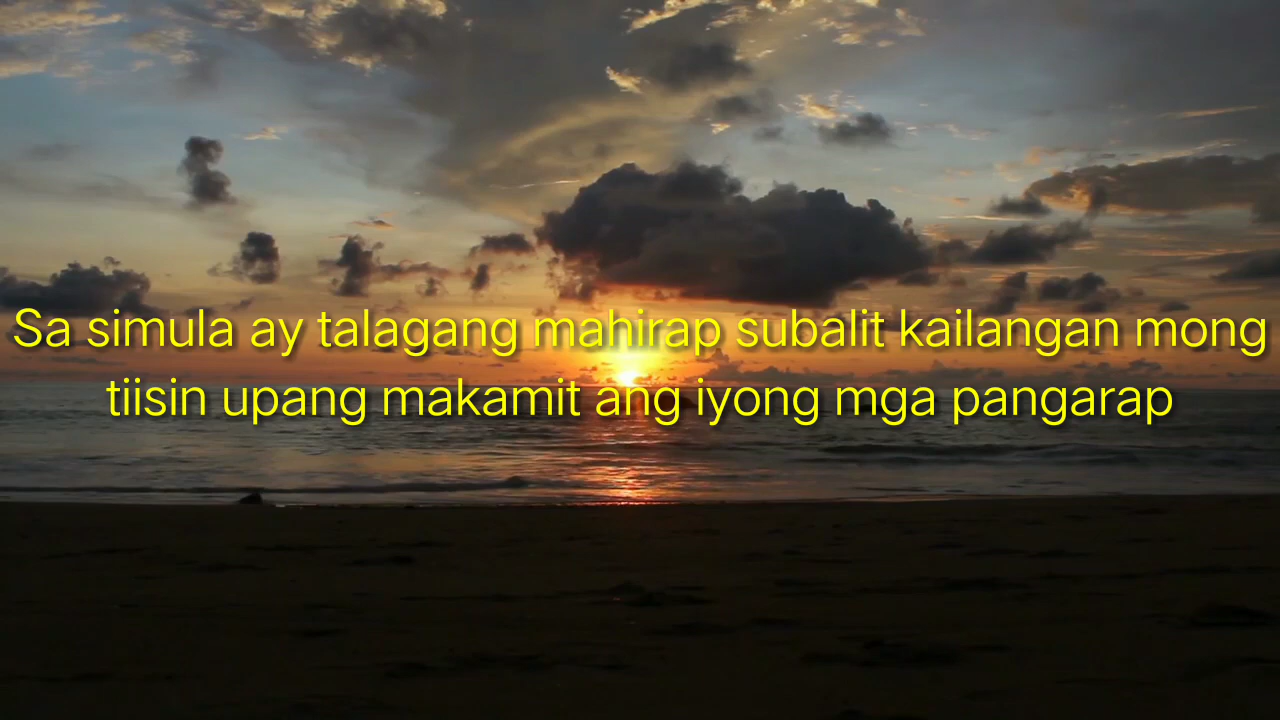 Sa simula ay talagang mahirap subalit kailangan mong
tiisin upang makamit ang iyong mga pangarap